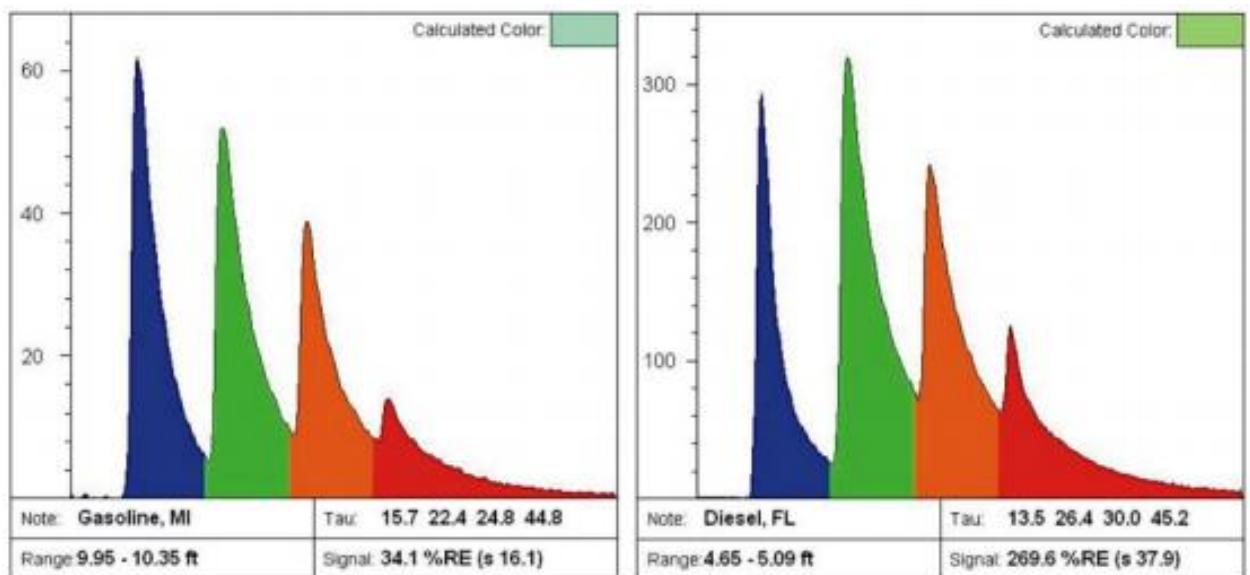 Calculated Color:
60
40
20
Note: Gasoline, MI
Tau: 15.7 22.4 24.8 44.8
Range: 9.95 - 10.35 ft
Signal: 34.1 %RE (s 16.1)
Calculated Color:
300
200
100
Note: Diesel, FL
Tau: 13.5 26.4 30.0 45.2
Range: 4.65 - 5.09 ft
Signal: 269.6 %RE (s 37.9)